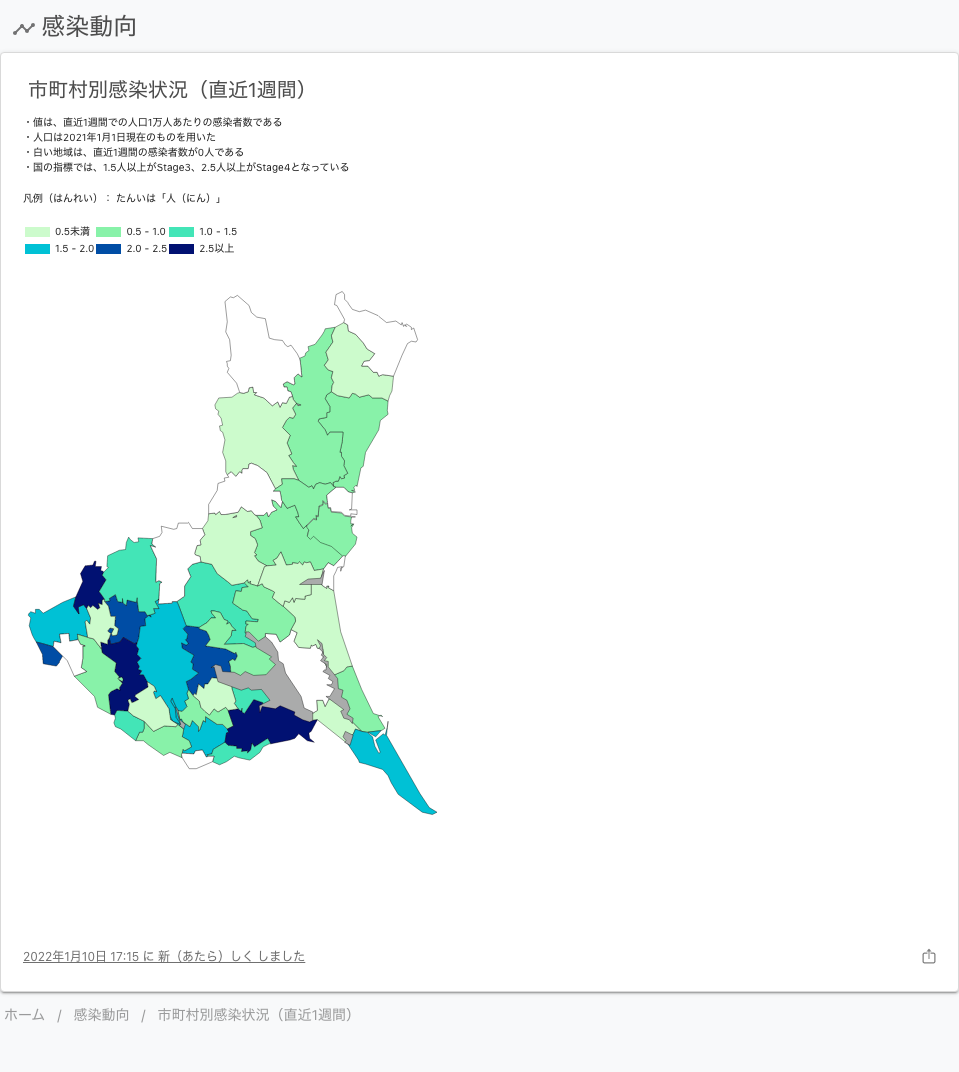 感染動向
市町村別感染状況（直近1週間）
・値は、直近1週間での人口1万人あたりの感染者数である
・人口は2021年1月1日現在のものを用いた
・白い地域は、直近1週間の感染者数が0人である
・国の指標では、1.5人以上がStage3、2.5人以上がStage4となっている
凡例（はんれい）： たんいは「人（にん）」
0.5未満 0.5 - 1.0 1.0 - 1.5
1.5 - 2.0 2.0 - 2.5 2.5以上
2022年1月10日 17:15 に 新（あたら）しく しました
ホーム / 感染動向 / 市町村別感染状況（直近1週間）